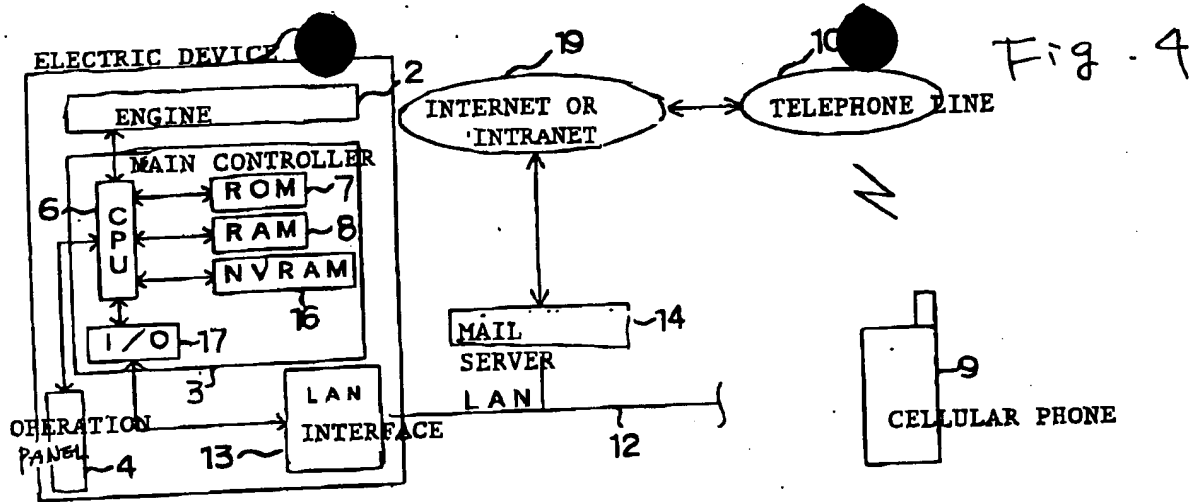 Fig. 4
ELECTRIC DEVICE
2
ENGINE
MAIN CONTROLLER
6
CPU
ROM
7
RAM
8
NVRAM
16
I/O
17
3
OPERATION
PANEL
4
13
LAN
INTERFACE
19
INTERNET OR
INTRANET
10
TELEPHONE LINE
MAIL
SERVER
14
LAN
12
9
CELLULAR PHONE